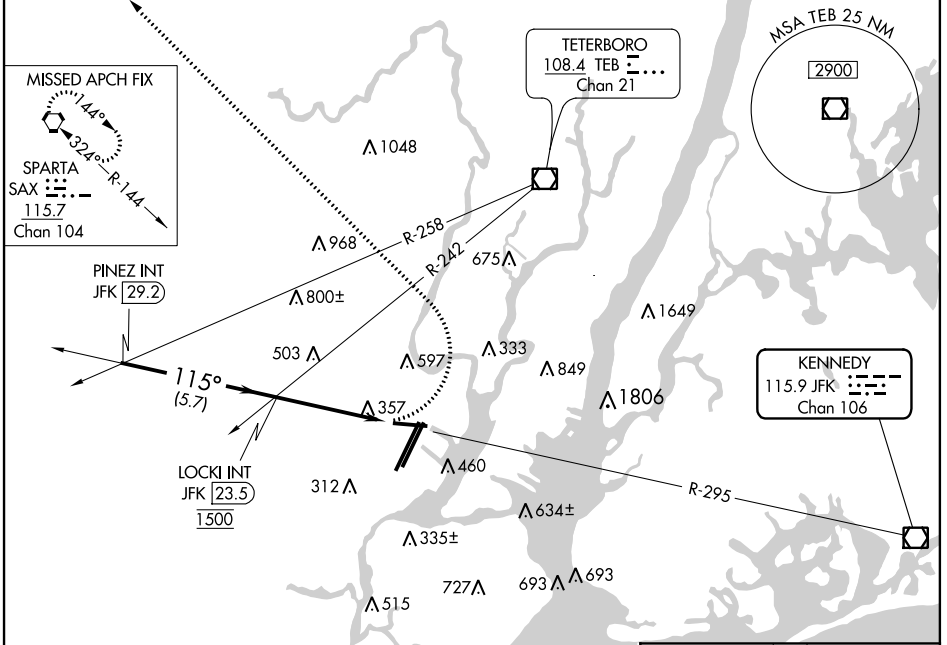 MISSED APCH FIX
144°
324°
R-144
SPARTA
SAX
115.7
Chan 104
TETERBORO
108.4 TEB
Chan 21
MSA TEB 25 NM
2900
1048
968
R-258
R-242
675
PINEZ INT
JFK 29.2
800±
1649
503
597
333
849
115°
(5.7)
357
1806
KENNEDY
115.9 JFK
Chan 106
LOCKI INT
JFK 23.5
1500
312
460
R-295
634±
335±
727
693
693
515